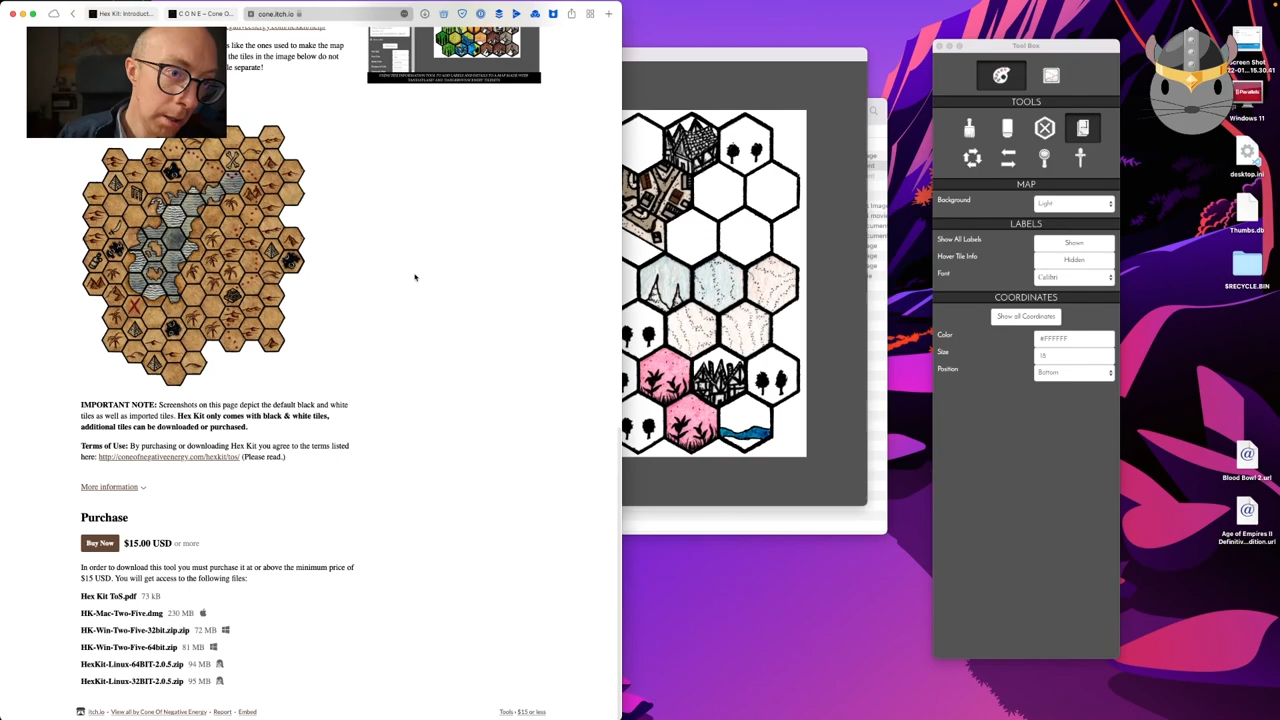 Hex Kit: Introduct...
C O N E – Cone O...
cone.itch.io
s like the ones used to make the map
the tiles in the image below do not
le separate!
IMPORTANT NOTE: Screenshots on this page depict the default black and white
tiles as well as imported tiles. Hex Kit only comes with black & white tiles,
additional tiles can be downloaded or purchased.
Terms of Use: By purchasing or downloading Hex Kit you agree to the terms listed
here: http://coneofnegativeenergy.com/hexkit/tos/ (Please read.)
More information
Purchase
Buy Now $15.00 USD or more
In order to download this tool you must purchase it at or above the minimum price of
$15 USD. You will get access to the following files:
Hex Kit ToS.pdf 73 kB
HK-Mac-Two-Five.dmg 230 MB
HK-Win-Two-Five-32bit.zip.zip 72 MB
HK-Win-Two-Five-64bit.zip 81 MB
HexKit-Linux-64BIT-2.0.5.zip 94 MB
HexKit-Linux-32BIT-2.0.5.zip 95 MB
itch.io · View all by Cone Of Negative Energy · Report · Embed
Tools › $15 or less
Tool Box
TOOLS
MAP
Background Light
LABELS
Show All Labels Shown
Hover Tile Info Hidden
Font Calibri
COORDINATES
Show all Coordinates
Color #FFFFFF
Size 15
Position Bottom
Screen Shot
Windows 11
desktop.ini
Thumbs.db
$RECYCLE.BIN
Blood Bowl 2.url
Age of Empires II
Definitiv...dition.url